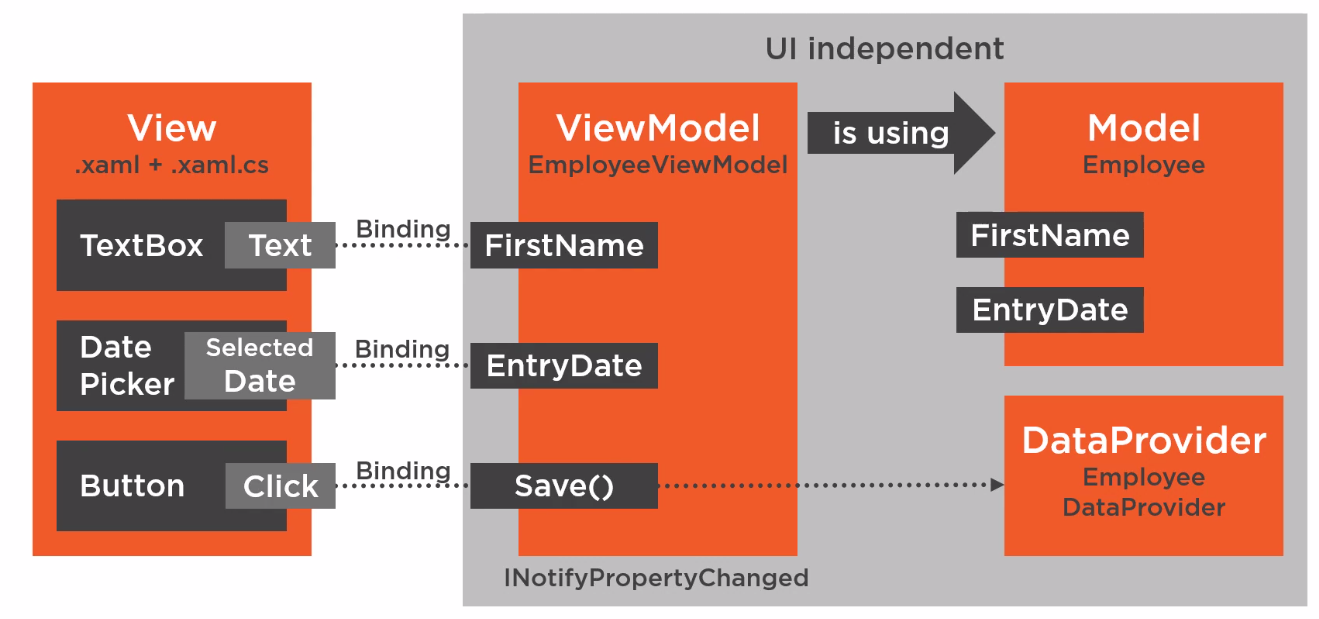 UI independent
View
.xaml + .xaml.cs
TextBox
Text
Binding
Date
Picker
Selected
Date
Binding
Button
Click
Binding
ViewModel
EmployeeViewModel
FirstName
EntryDate
Save()
INotifyPropertyChanged
is using
Model
Employee
FirstName
EntryDate
DataProvider
Employee
DataProvider